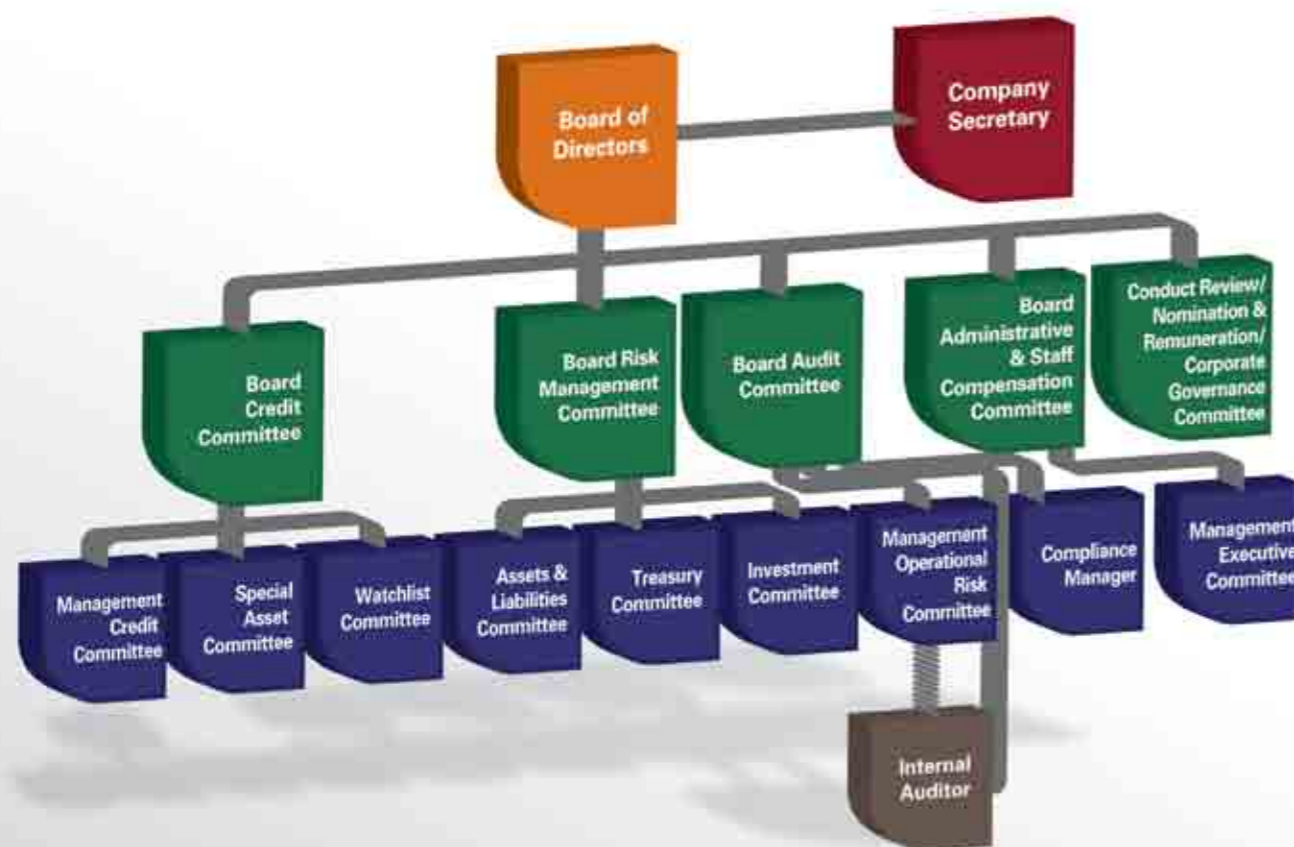 Board of
Directors
Company
Secretary
Board
Credit
Committee
Board Risk
Management
Committee
Board Audit
Committee
Board
Administrative
& Staff
Compensation
Committee
Conduct Review/
Nomination &
Remuneration/
Corporate
Governance
Committee
Management
Credit
Committee
Special
Asset
Committee
Watchlist
Committee
Assets &
Liabilities
Committee
Treasury
Committee
Investment
Committee
Management
Operational
Risk
Committee
Compliance
Manager
Management
Executive
Committee
Internal
Auditor